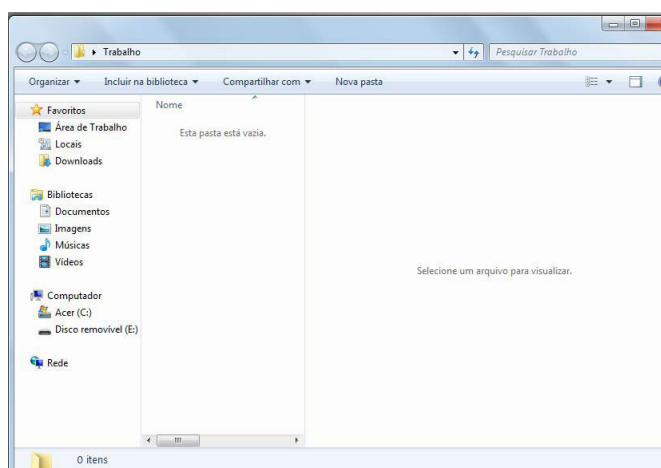 Trabalho
Pesquisar Trabalho
Organizar Incluir na biblioteca Compartilhar com Nova pasta
Favoritos
Área de Trabalho
Locais
Downloads
Bibliotecas
Documentos
Imagens
Músicas
Vídeos
Computador
Acer (C:)
Disco removível (E:)
Rede
Nome
Esta pasta está vazia.
Selecione um arquivo para visualizar.
0 itens